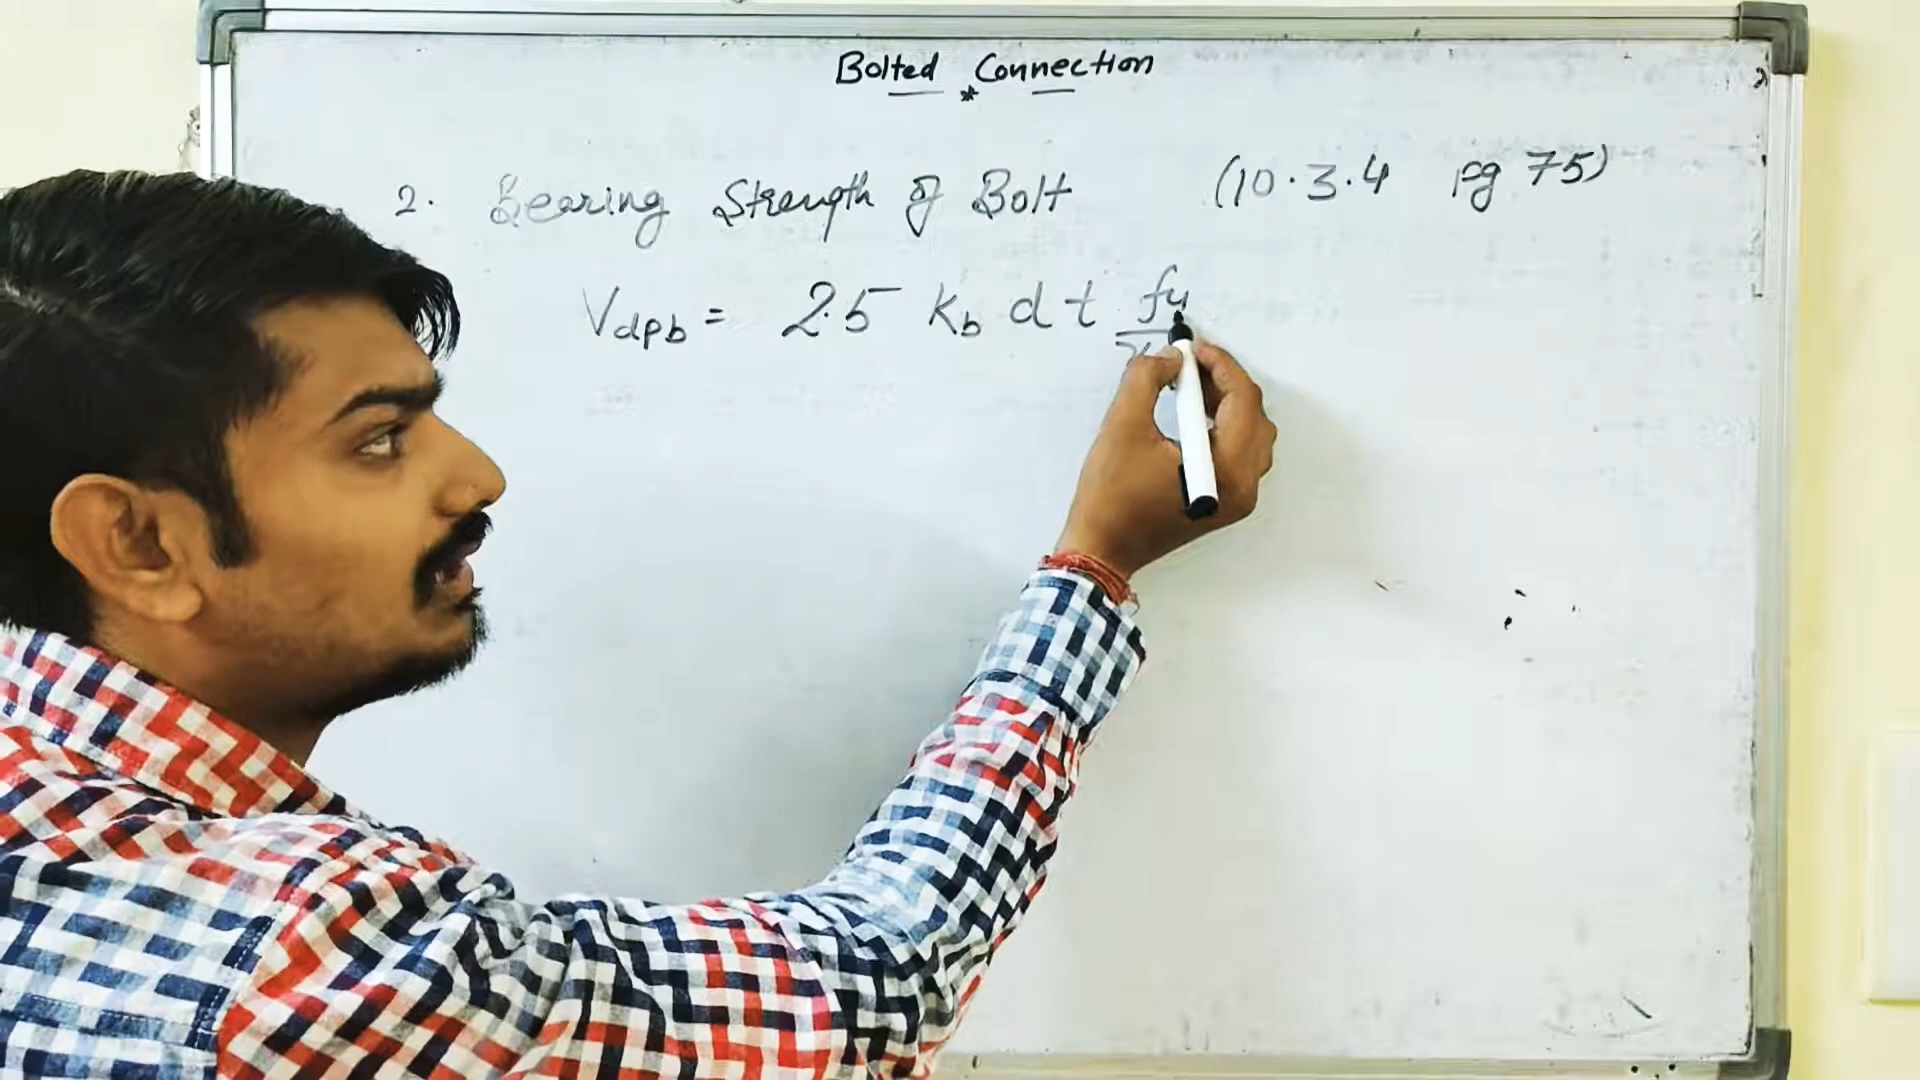 Bolted Connection
2. Bearing Strength of Bolt (10.3.4 pg 75)
Vdpb = 2.5 kb d t fu